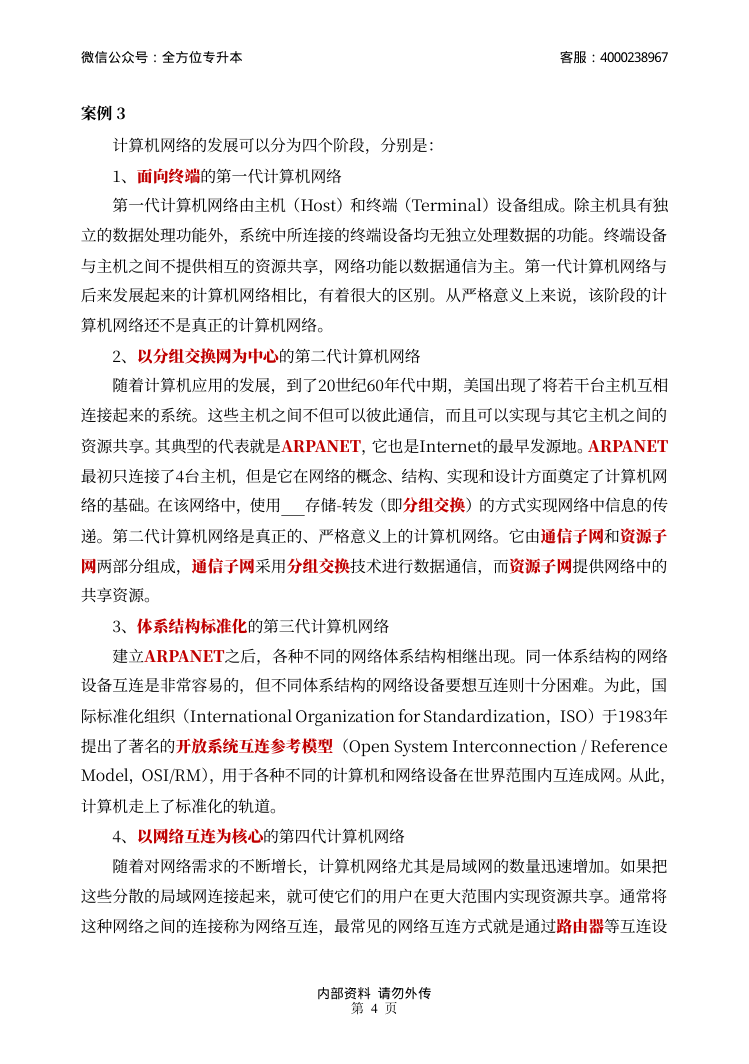 微信公众号：全方位专升本
客服：4000238967
案例 3
计算机网络的发展可以分为四个阶段，分别是：
1、面向终端的第一代计算机网络
第一代计算机网络由主机（Host）和终端（Terminal）设备组成。除主机具有独
立的数据处理功能外，系统中所连接的终端设备均无独立处理数据的功能。终端设备
与主机之间不提供相互的资源共享，网络功能以数据通信为主。第一代计算机网络与
后来发展起来的计算机网络相比，有着很大的区别。从严格意义上来说，该阶段的计
算机网络还不是真正的计算机网络。
2、以分组交换网为中心的第二代计算机网络
随着计算机应用的发展，到了20世纪60年代中期，美国出现了将若干台主机互相
连接起来的系统。这些主机之间不但可以彼此通信，而且可以实现与其它主机之间的
资源共享。其典型的代表就是ARPANET，它也是Internet的最早发源地。ARPANET
最初只连接了4台主机，但是它在网络的概念、结构、实现和设计方面奠定了计算机网
络的基础。在该网络中，使用___存储-转发（即分组交换）的方式实现网络中信息的传
递。第二代计算机网络是真正的、严格意义上的计算机网络。它由通信子网和资源子
网两部分组成，通信子网采用分组交换技术进行数据通信，而资源子网提供网络中的
共享资源。
3、体系结构标准化的第三代计算机网络
建立ARPANET之后，各种不同的网络体系结构相继出现。同一体系结构的网络
设备互连是非常容易的，但不同体系结构的网络设备要想互连则十分困难。为此，国
际标准化组织（International Organization for Standardization，ISO）于1983年
提出了著名的开放系统互连参考模型（Open System Interconnection / Reference
Model，OSI/RM），用于各种不同的计算机和网络设备在世界范围内互连成网。从此，
计算机走上了标准化的轨道。
4、以网络互连为核心的第四代计算机网络
随着对网络需求的不断增长，计算机网络尤其是局域网的数量迅速增加。如果把
这些分散的局域网连接起来，就可使它们的用户在更大范围内实现资源共享。通常将
这种网络之间的连接称为网络互连，最常见的网络互连方式就是通过路由器等互连设
内部资料 请勿外传
第 4 页